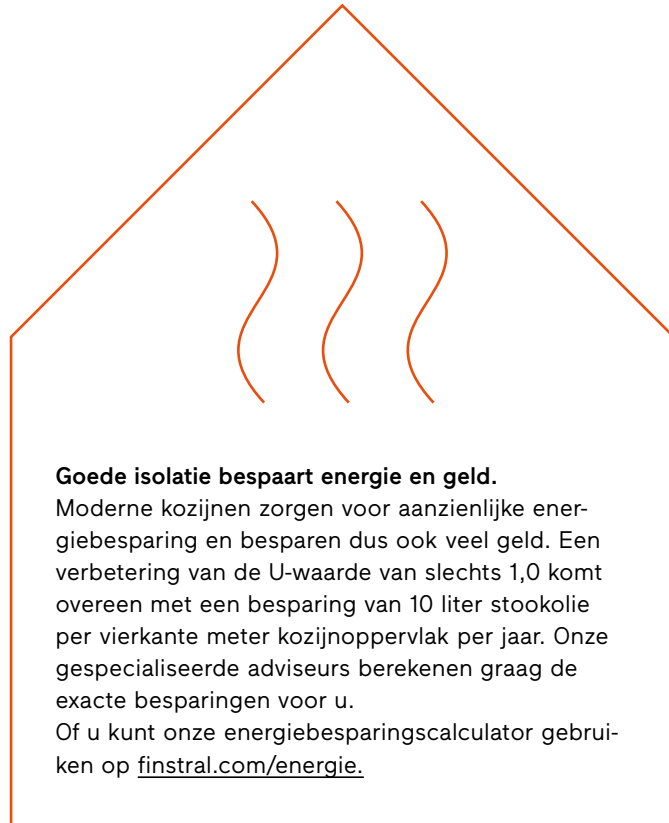 Goede isolatie bespaart energie en geld.
Moderne kozijnen zorgen voor aanzienlijke ener-
giebesparing en besparen dus ook veel geld. Een
verbetering van de U-waarde van slechts 1,0 komt
overeen met een besparing van 10 liter stookolie
per vierkante meter kozijnoppervlak per jaar. Onze
gespecialiseerde adviseurs berekenen graag de
exacte besparingen voor u.
Of u kunt onze energiebesparingscalculator gebrui-
ken op finstral.com/energie.